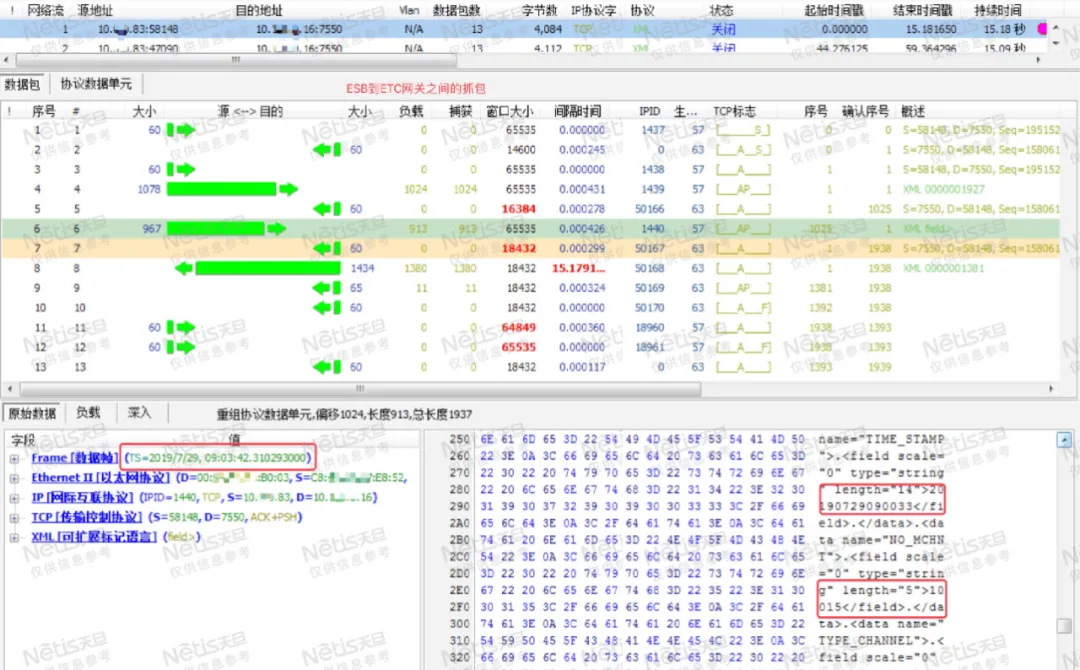 ! 网络流 源地址 目的地址 Vlan 数据包数 字节数 IP协议字 协议 状态 起始时间戳 结束时间戳 持续时间
1 10. .83:58148 10. .16:7550 N/A 13 4,084 TCP XML 关闭 0.000000 15.181650 15.18 秒
2 10. .83:47090 10. .16:7550 N/A 13 4,112 TCP XML 关闭 44.276125 59.364296 15.09 秒
数据包 协议数据单元
ESB到ETC网关之间的抓包
! 序号 # 大小 源 <--> 目的 大小 负载 捕获 窗口大小 间隔时间 IPID 生... TCP标志 序号 确认序号 概述
1 1 60 0 0 65535 0.000000 1437 57 [______S_] 0 0 S=58148, D=7550, Seq=195152
2 2 60 0 0 14600 0.000245 0 63 [___A__S_] 0 1 S=7550, D=58148, Seq=158061
3 3 60 0 0 65535 0.000000 1438 57 [___A____] 1 1 S=58148, D=7550, Seq=195152
4 4 1078 1024 1024 65535 0.000431 1439 57 [___AP___] 1 1 XML 0000001927
5 5 60 0 0 16384 0.000278 50166 63 [___A____] 1 1025 S=7550, D=58148, Seq=158061
6 6 967 913 913 65535 0.000426 1440 57 [___AP___] 1025 1 XML field>
7 7 60 0 0 18432 0.000299 50167 63 [___A____] 1 1938 S=7550, D=58148, Seq=158061
8 8 1434 1380 1380 18432 15.1791... 50168 63 [___A____] 1 1938 XML 0000001381
9 9 65 11 11 18432 0.000324 50169 63 [___AP___] 1381 1938
10 10 60 0 0 18432 0.000000 50170 63 [___A___F] 1392 1938
11 11 60 0 0 64849 0.000360 18960 57 [___A____] 1938 1393
12 12 60 0 0 65535 0.000000 18961 57 [___A___F] 1938 1393
13 13 60 0 0 18432 0.000117 0 63 [___A____] 1393 1939
原始数据 负载 深入 重组协议数据单元,偏移1024,长度913,总长度1937
字段 值
Frame [数据帧] (TS=2019/7/29, 09:03:42.310293000)
Ethernet II [以太网协议] (D=00: :B0:03, S=C8: :E8:52,
IP [网际互联协议] (IPID=1440, TCP, S=10. .83, D=10. .16)
TCP [传输控制协议] (S=58148, D=7550, ACK+PSH)
XML [可扩展标记语言] (field>)
250 6E 61 6D 65 3D 22 54 49 4D 45 5F 53 54 41 4D 50 name="TIME_STAMP
260 22 3E 0A 3C 66 69 65 6C 64 20 73 63 61 6C 65 3D ">.<field scale=
270 22 30 22 20 74 79 70 65 3D 22 73 74 72 69 6E 67 "0" type="string
280 22 20 6C 65 6E 67 74 68 3D 22 31 34 22 3E 32 30 " length="14">20
290 31 39 30 37 32 39 30 39 30 30 33 33 3C 2F 66 69 190729090033</fi
2A0 65 6C 64 3E 0A 3C 2F 64 61 74 61 3E 0A 3C 64 61 eld>.</data>.<da
2B0 74 61 20 6E 61 6D 65 3D 22 4E 4F 5F 4D 43 48 4E ta name="NO_MCHN
2C0 54 22 3E 0A 3C 66 69 65 6C 64 20 73 63 61 6C 65 T">.<field scale
2D0 3D 22 30 22 20 74 79 70 65 3D 22 73 74 72 69 6E ="0" type="strin
2E0 67 22 20 6C 65 6E 67 74 68 3D 22 35 22 3E 31 30 g" length="5">10
2F0 30 31 35 3C 2F 66 69 65 6C 64 3E 0A 3C 2F 64 61 015</field>.</da
300 74 61 3E 0A 3C 64 61 74 61 20 6E 61 6D 65 3D 22 ta>.<data name="
310 54 59 50 45 5F 43 48 41 4E 4E 45 4C 22 3E 0A 3C TYPE_CHANNEL">.<
320 66 69 65 6C 64 20 73 63 61 6C 65 3D 22 30 22 20 field scale="0"
Netis天旦
仅供信息参考